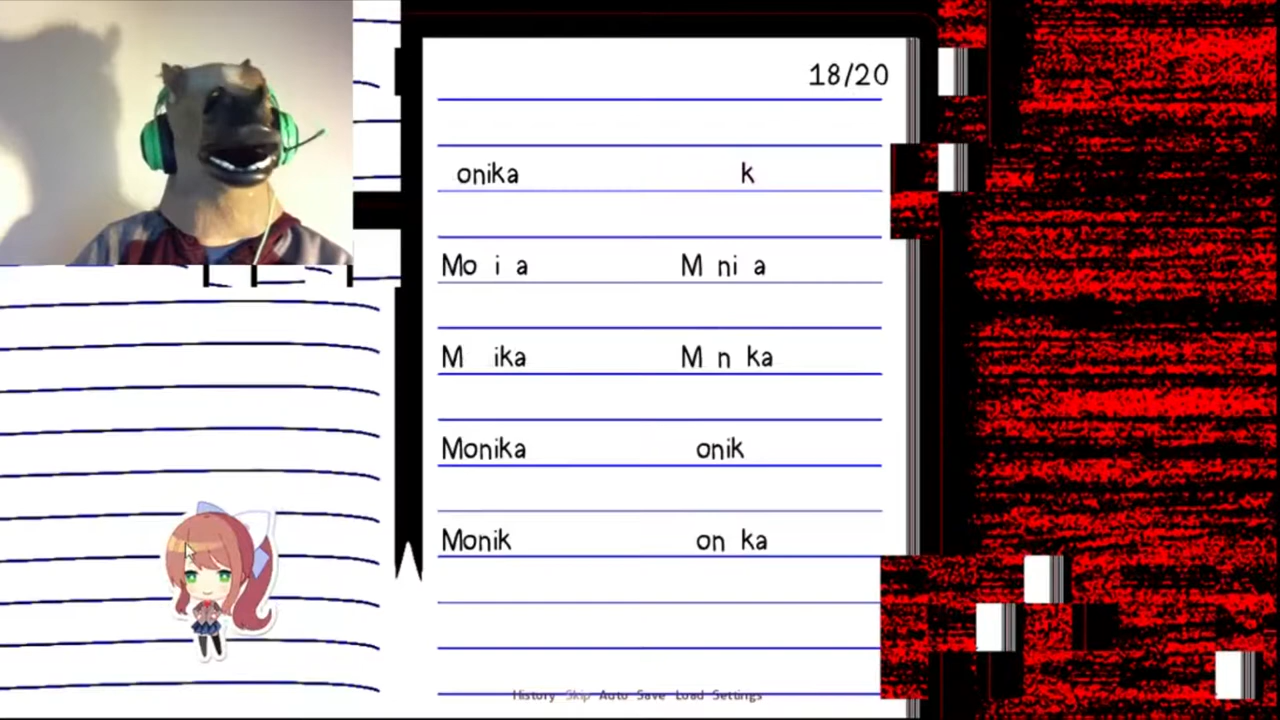 18/20
onika k
Mo i a M ni a
M ika M n ka
Monika onik
Monik on ka
History Skip Auto Save Load Settings